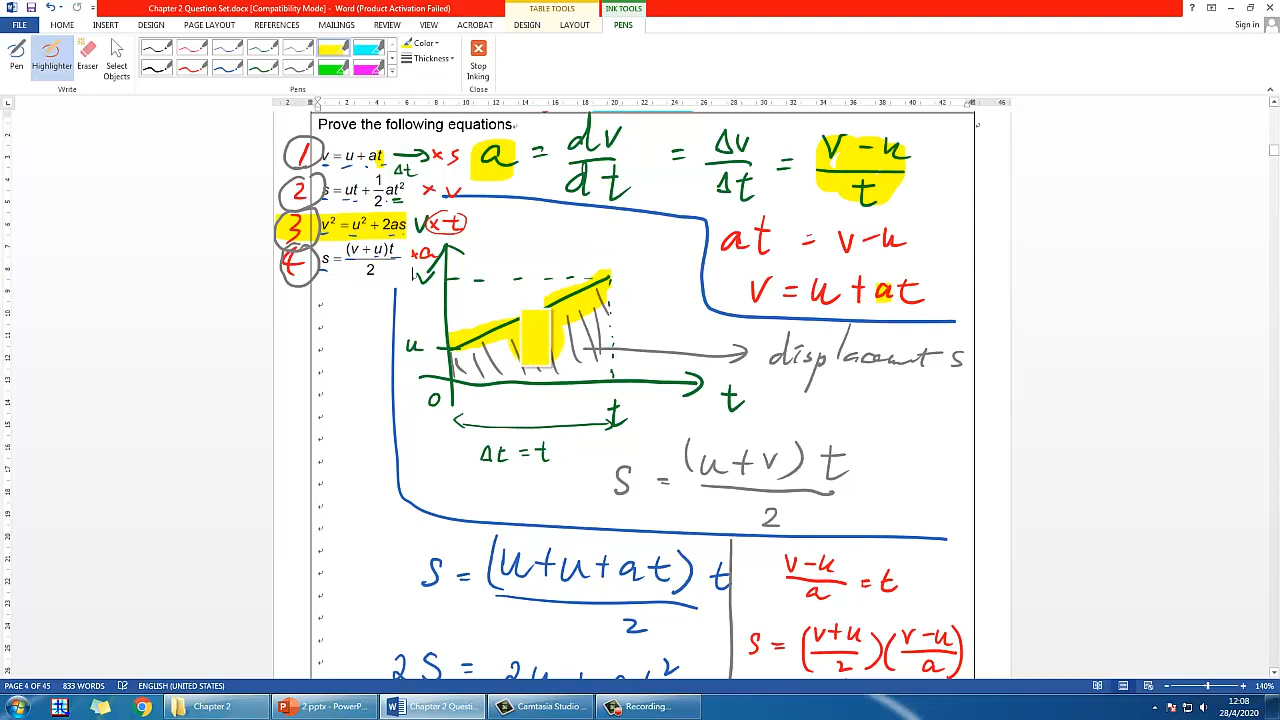 Chapter 2 Question Set.docx [Compatibility Mode] - Word (Product Activation Failed)
TABLE TOOLS
INK TOOLS
FILE HOME INSERT DESIGN PAGE LAYOUT REFERENCES MAILINGS REVIEW VIEW ACROBAT DESIGN LAYOUT PENS
Sign in
Pen
Highlighter
Eraser
Select Objects
Color
Thickness
Stop Inking
Write
Pens
Close
Prove the following equations.
1 v = u + at → × s
Δt
2 s = ut + 1/2 at² × v
3 v² = u² + 2as × t
4 s = (v + u)t / 2 × a
a = dv/dt = Δv/Δt = v - u / t
at = v - u
v = u + at
V
v
u
0
t
t
Δt = t
displacement s
s = (u + v) t / 2
s = (u + u + at) t / 2
v - u / a = t
s = (v + u / 2)(v - u / a)
PAGE 4 OF 45
833 WORDS
ENGLISH (UNITED STATES)
140%
Chapter 2
2.pptx - PowerP...
Chapter 2 Questi...
Camtasia Studio ...
Recording...
12:08
28/4/2020